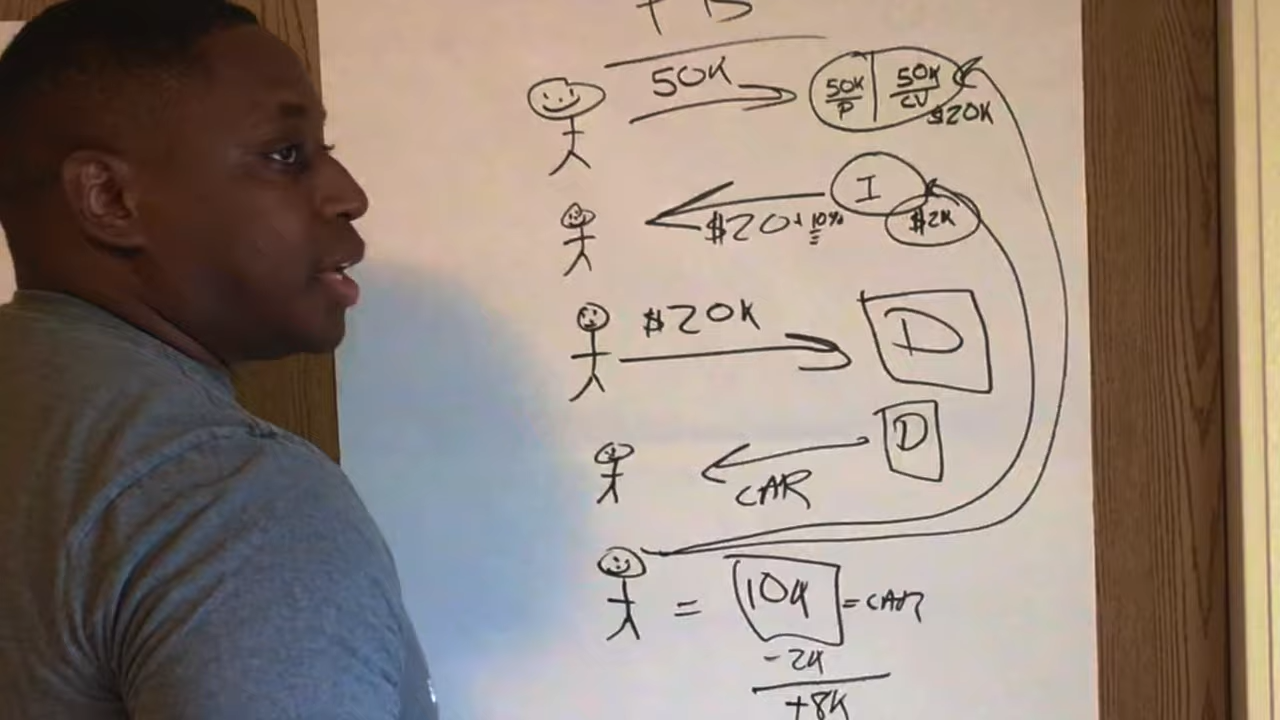 50K
50K
P
50K
CV
$20K
I
$20 + 10%
$2K
$20K
D
D
CAR
= 10K = CAR
-2K
+8K